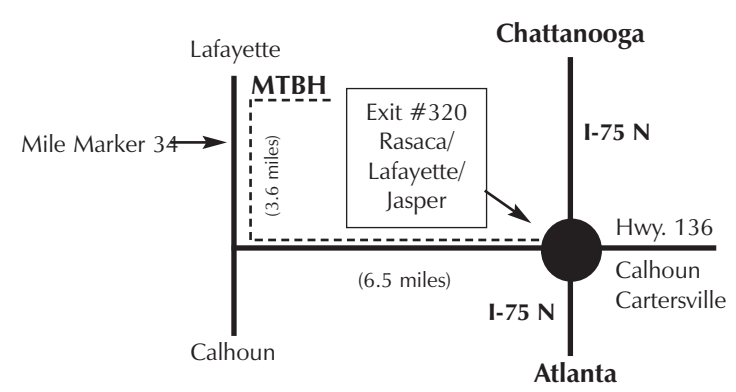 Chattanooga
Lafayette
MTBH
Exit #320
Rasaca/
Lafayette/
Jasper
I-75 N
Mile Marker 34
(3.6 miles)
Hwy. 136
(6.5 miles)
Calhoun
Cartersville
I-75 N
Calhoun
Atlanta